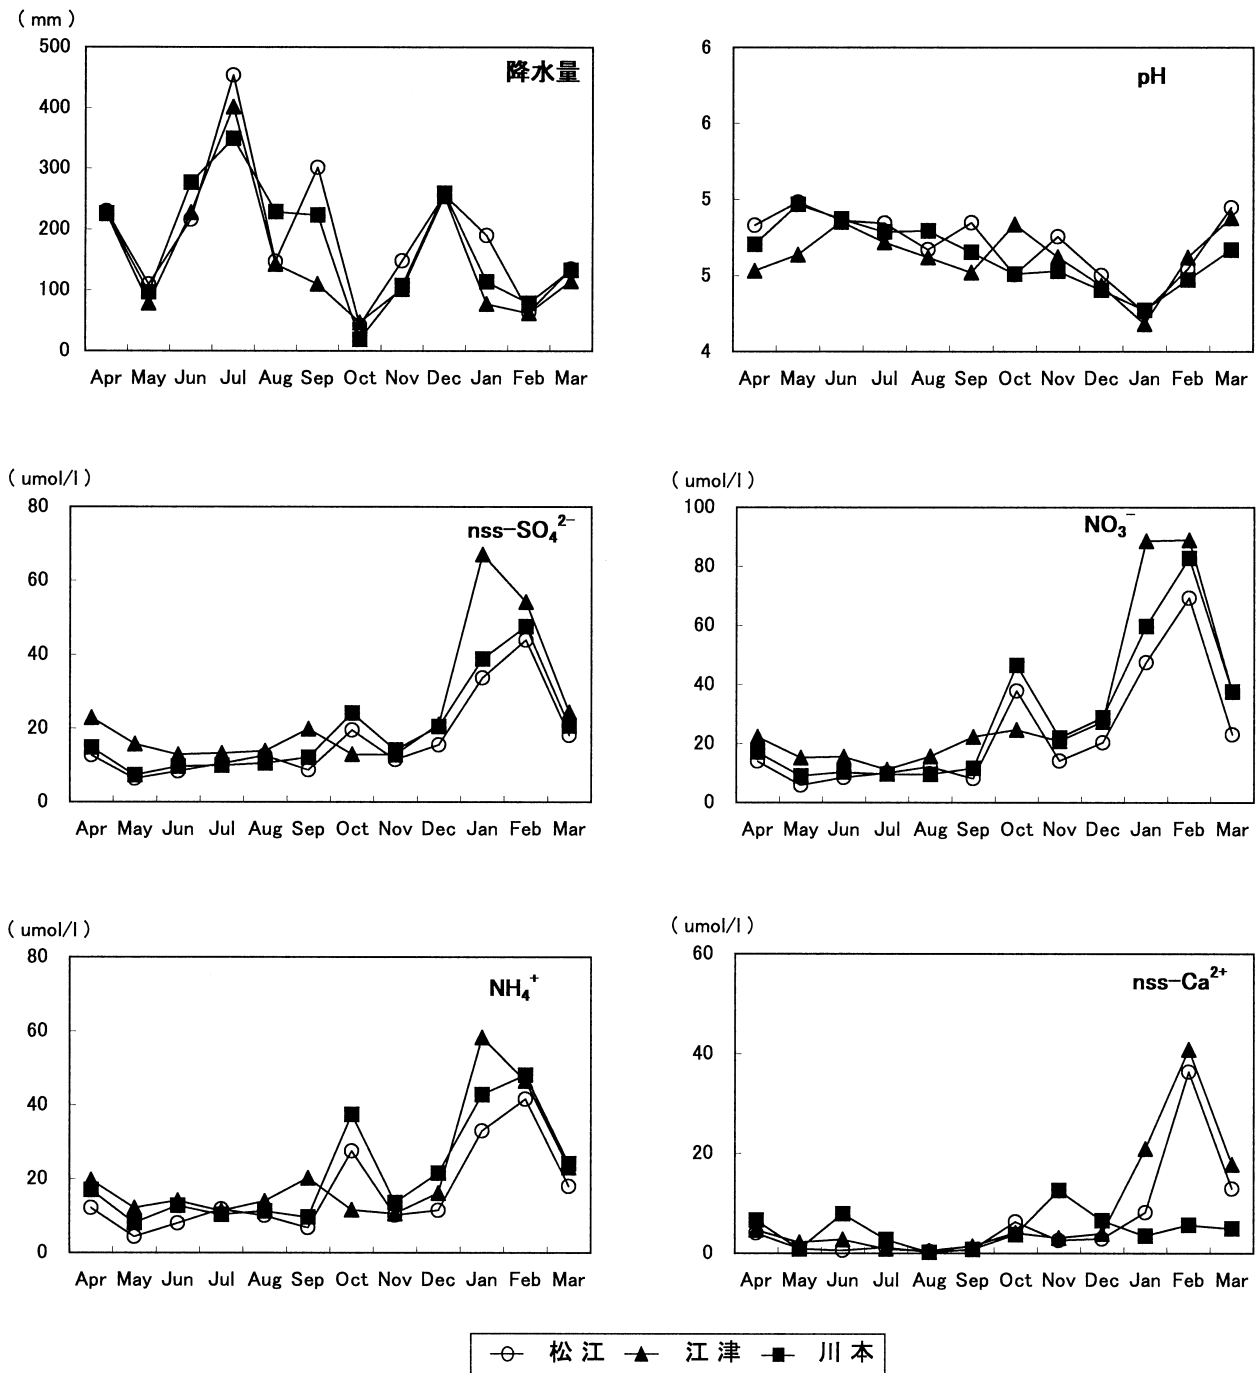 ( mm )
降水量
500
400
300
200
100
0
Apr May Jun Jul Aug Sep Oct Nov Dec Jan Feb Mar
pH
6
6
5
5
4
Apr May Jun Jul Aug Sep Oct Nov Dec Jan Feb Mar
( umol/l )
nss-SO₄²⁻
80
60
40
20
0
Apr May Jun Jul Aug Sep Oct Nov Dec Jan Feb Mar
( umol/l )
NO₃⁻
100
80
60
40
20
0
Apr May Jun Jul Aug Sep Oct Nov Dec Jan Feb Mar
( umol/l )
NH₄⁺
80
60
40
20
0
Apr May Jun Jul Aug Sep Oct Nov Dec Jan Feb Mar
( umol/l )
nss-Ca²⁺
60
40
20
0
Apr May Jun Jul Aug Sep Oct Nov Dec Jan Feb Mar
松江 江津 川本